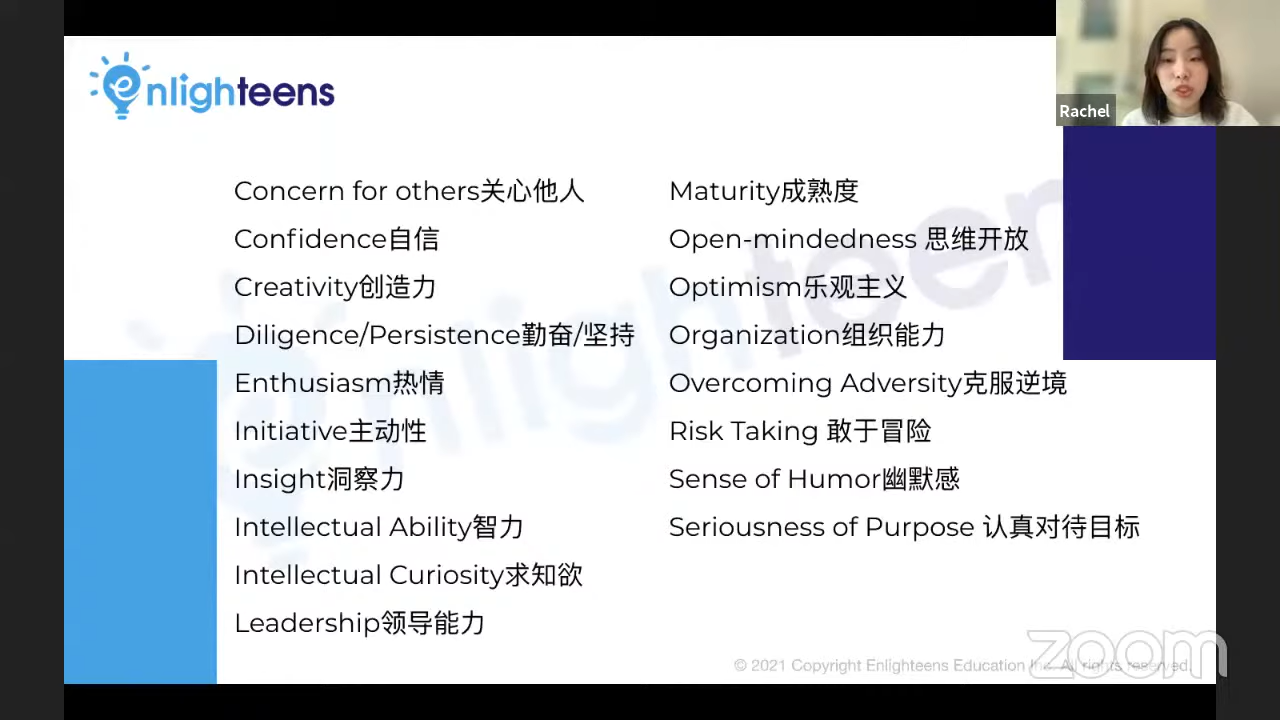 enlighteens
Rachel
Concern for others关心他人
Confidence自信
Creativity创造力
Diligence/Persistence勤奋/坚持
Enthusiasm热情
Initiative主动性
Insight洞察力
Intellectual Ability智力
Intellectual Curiosity求知欲
Leadership领导能力
Maturity成熟度
Open-mindedness 思维开放
Optimism乐观主义
Organization组织能力
Overcoming Adversity克服逆境
Risk Taking 敢于冒险
Sense of Humor幽默感
Seriousness of Purpose 认真对待目标
enlighteen
© 2021 Copyright Enlighteens Education Inc. All rights reserved.
zoom